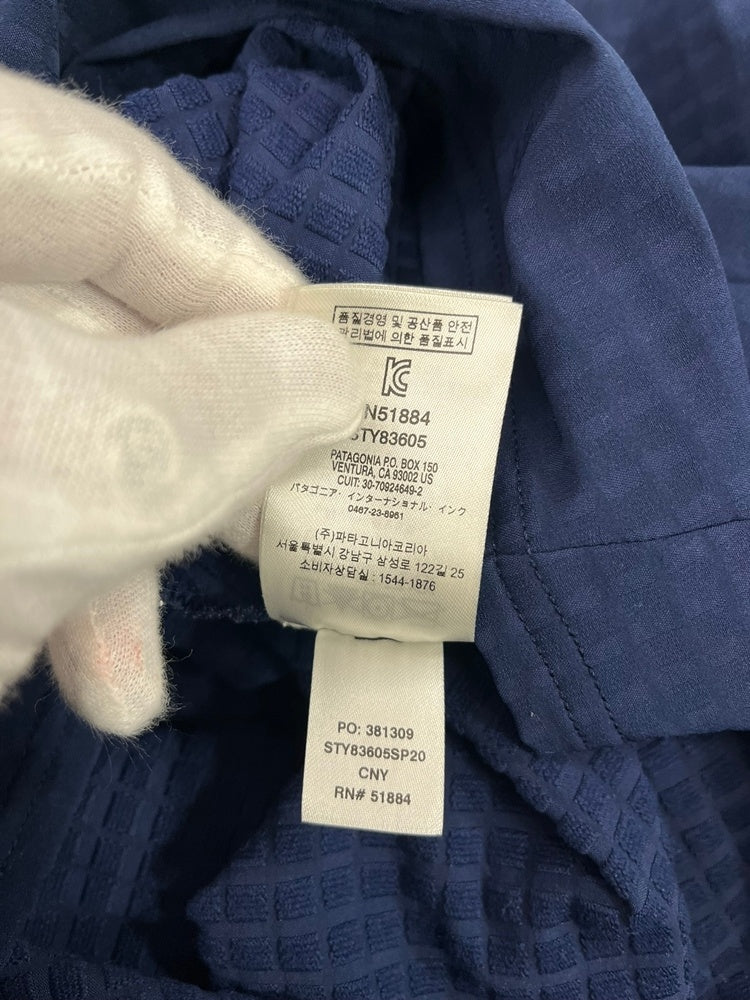 품질경영 및 공산품 안전
관리법에 의한 품질표시
N51884
STY83605
PATAGONIA P.O. BOX 150
VENTURA, CA 93002 US
CUIT: 30-70924649-2
パタゴニア・インターナショナル・インク
0467-23-8961
(주)파타고니아코리아
서울특별시 강남구 삼성로 122길 25
소비자상담실 : 1544-1876
PO: 381309
STY83605SP20
CNY
RN# 51884